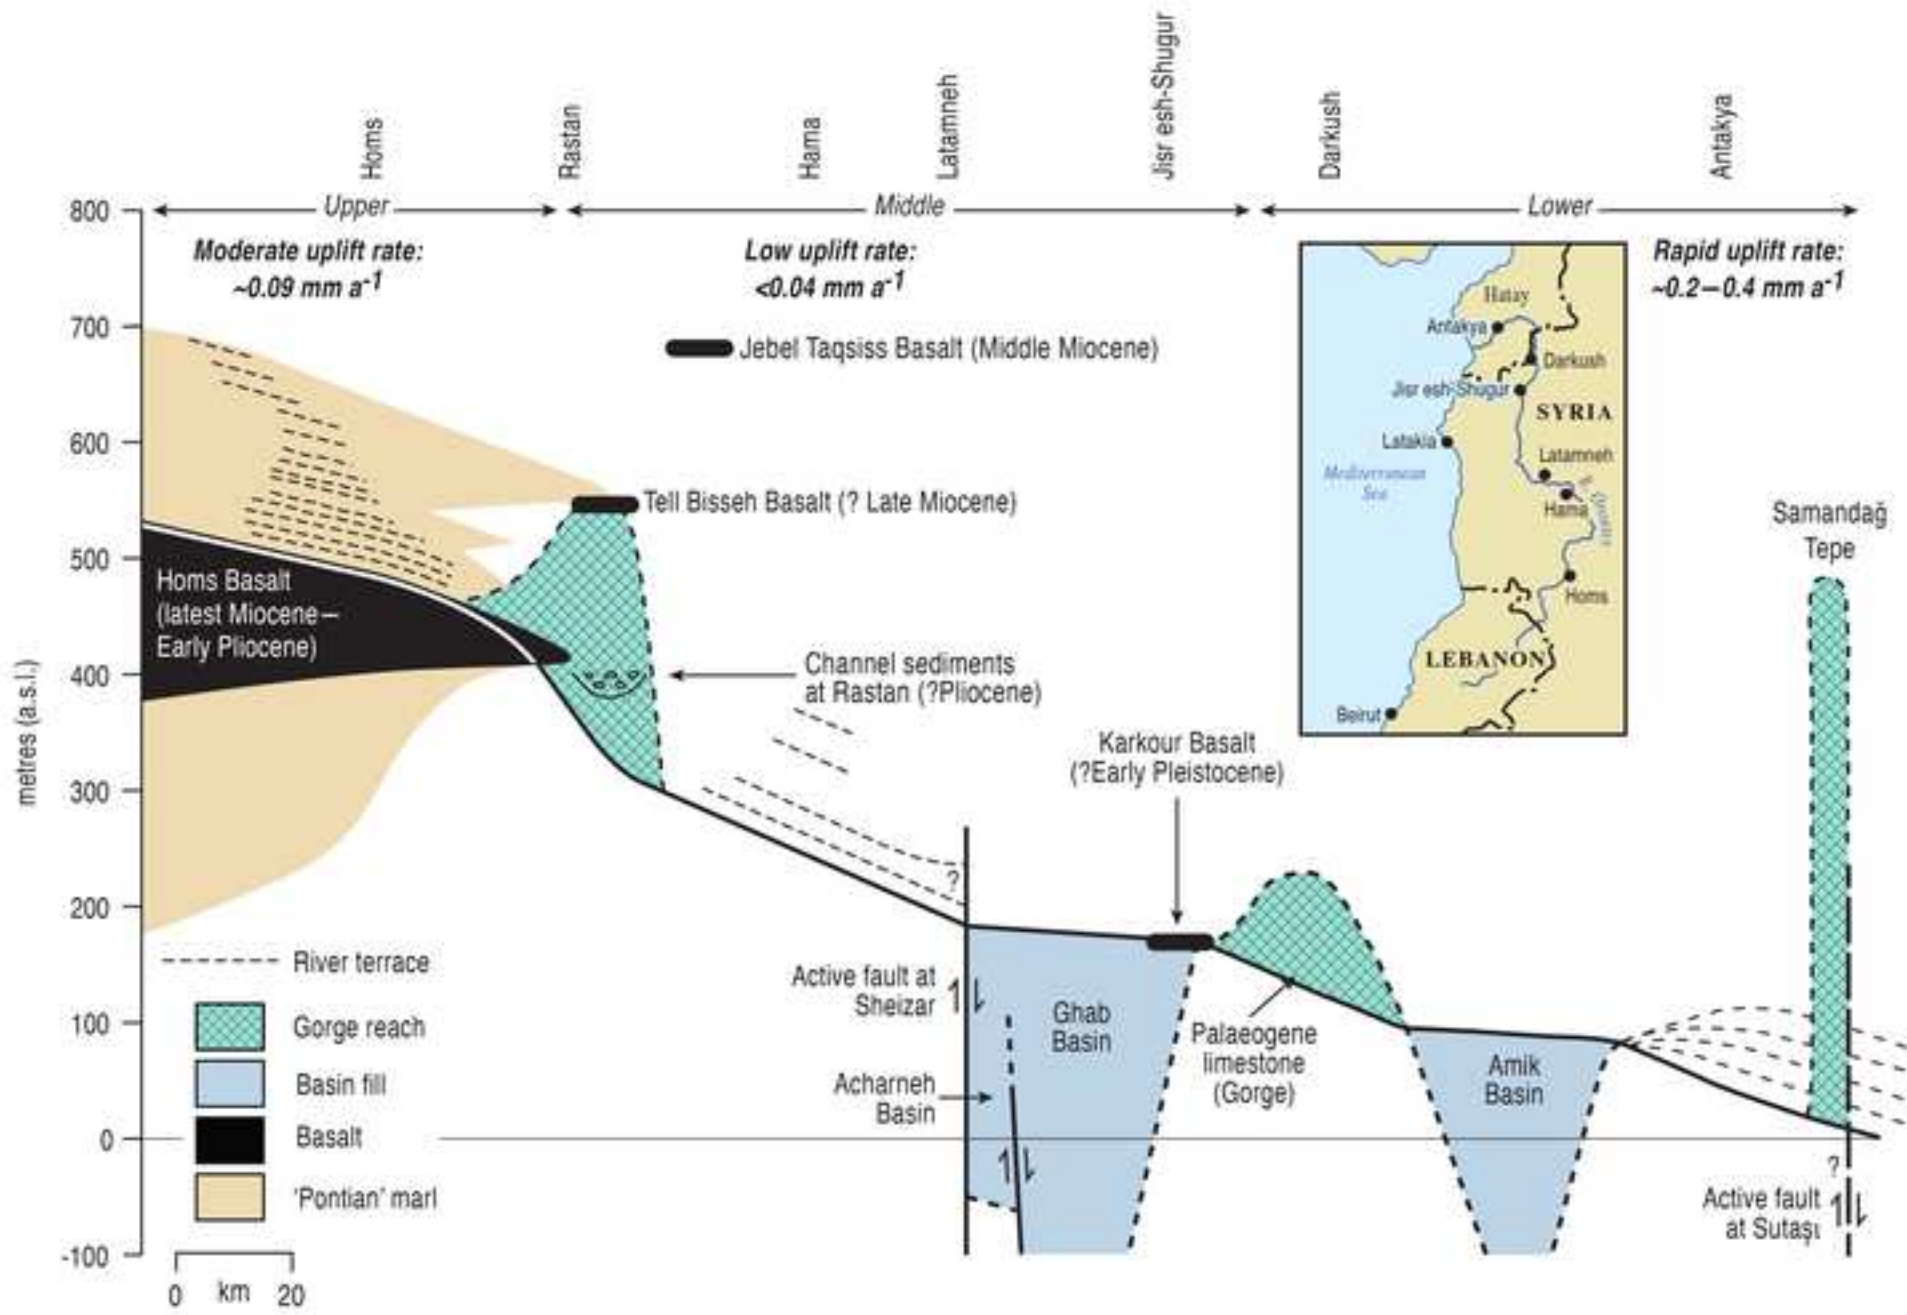 Homs
Rastan
Hama
Latamneh
Jisr esh-Shugur
Darkush
Antakya
Upper
Middle
Lower
Moderate uplift rate:
~0.09 mm a-1
Low uplift rate:
<0.04 mm a-1
Rapid uplift rate:
~0.2–0.4 mm a-1
metres (a.s.l.)
800
700
600
500
400
300
200
100
0
-100
Jebel Taqsiss Basalt (Middle Miocene)
Tell Bisseh Basalt (? Late Miocene)
Homs Basalt
(latest Miocene–
Early Pliocene)
Channel sediments
at Rastan (?Pliocene)
Karkour Basalt
(?Early Pleistocene)
Samandağ
Tepe
Hatay
Antakya
Darkush
Jisr esh-Shugur
SYRIA
Latakia
Latamneh
Mediterranean
Sea
Hama
Homs
LEBANON
Beirut
?
Active fault at
Sheizar
Ghab
Basin
Palaeogene
limestone
(Gorge)
Acharneh
Basin
Amik
Basin
?
Active fault
at Sutaşı
River terrace
Gorge reach
Basin fill
Basalt
'Pontian' marl
0 km 20